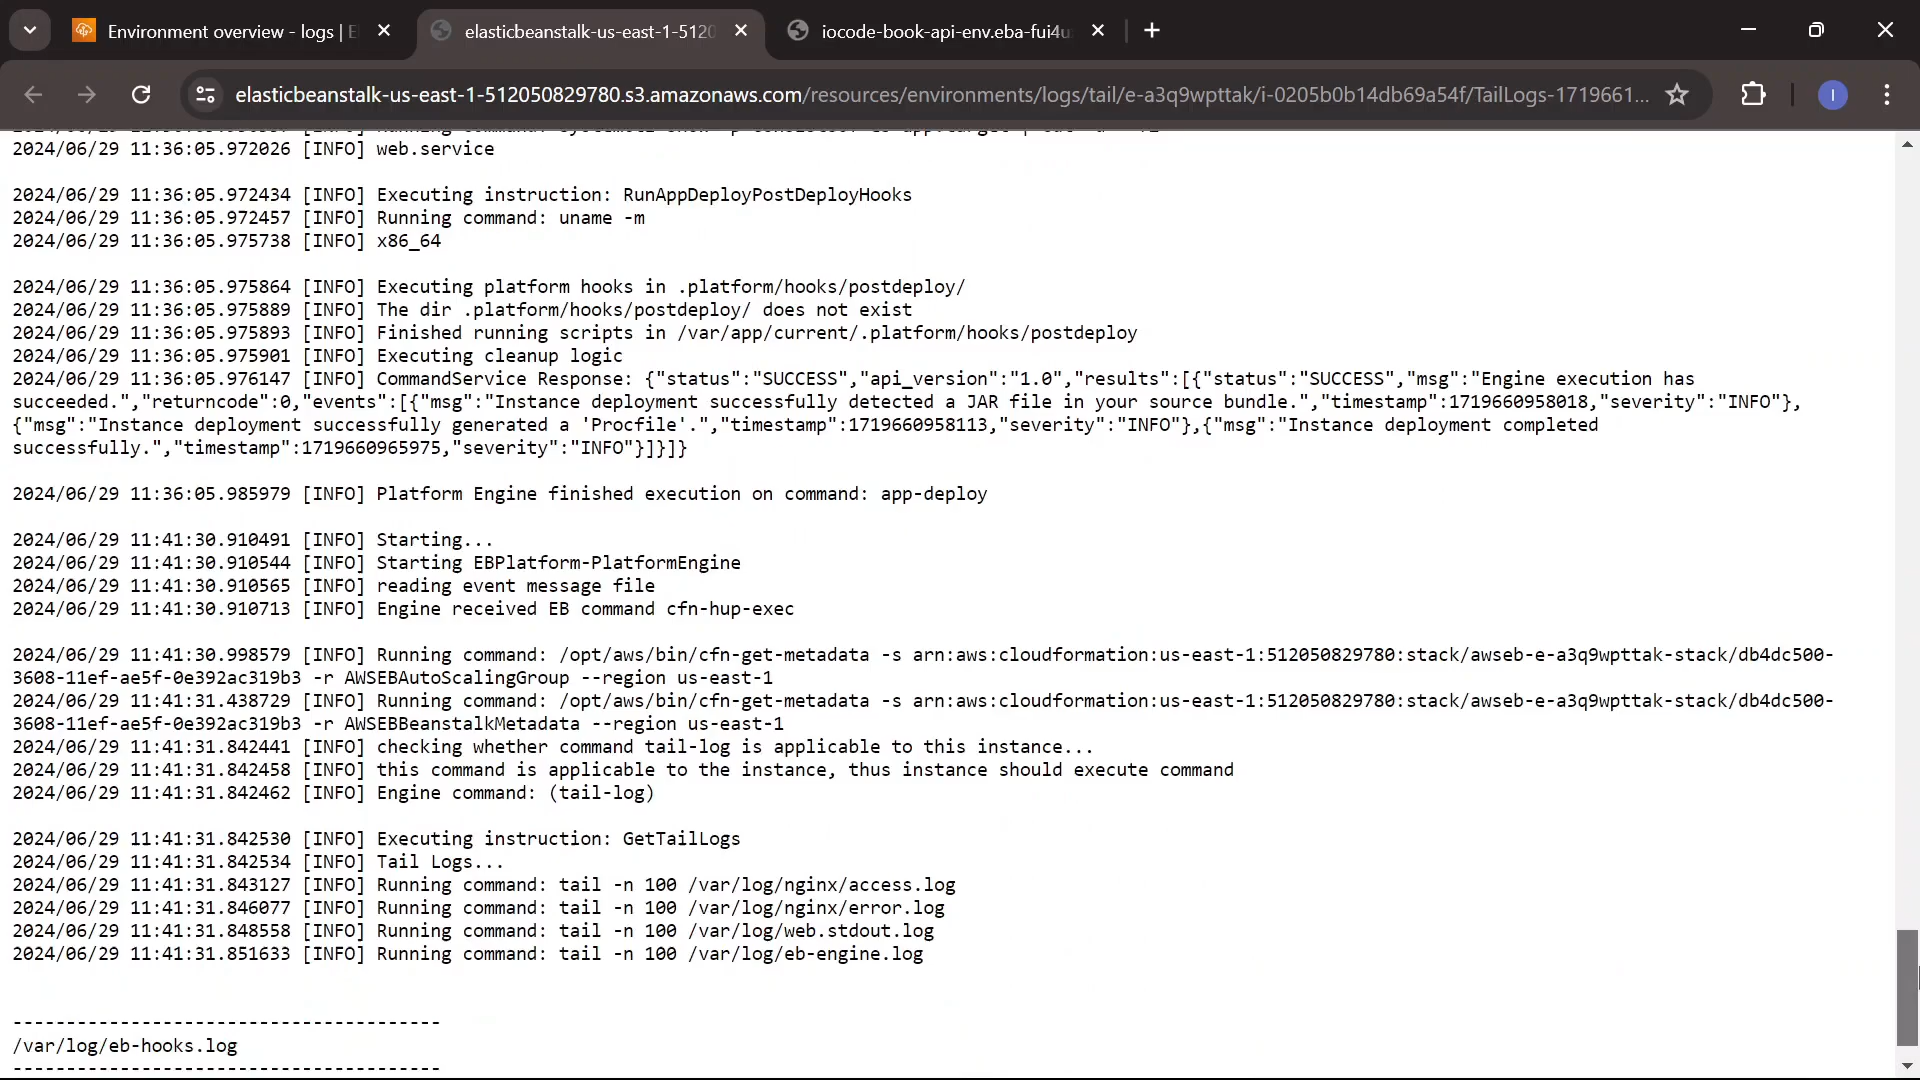 Environment overview - logs | E
elasticbeanstalk-us-east-1-5120
iocode-book-api-env.eba-fui4u
elasticbeanstalk-us-east-1-512050829780.s3.amazonaws.com/resources/environments/logs/tail/e-a3q9wpttak/i-0205b0b14db69a54f/TailLogs-1719661...
I
2024/06/29 11:36:05.972026 [INFO] web.service
2024/06/29 11:36:05.972434 [INFO] Executing instruction: RunAppDeployPostDeployHooks
2024/06/29 11:36:05.972457 [INFO] Running command: uname -m
2024/06/29 11:36:05.975738 [INFO] x86_64
2024/06/29 11:36:05.975864 [INFO] Executing platform hooks in .platform/hooks/postdeploy/
2024/06/29 11:36:05.975889 [INFO] The dir .platform/hooks/postdeploy/ does not exist
2024/06/29 11:36:05.975893 [INFO] Finished running scripts in /var/app/current/.platform/hooks/postdeploy
2024/06/29 11:36:05.975901 [INFO] Executing cleanup logic
2024/06/29 11:36:05.976147 [INFO] CommandService Response: {"status":"SUCCESS","api_version":"1.0","results":[{"status":"SUCCESS","msg":"Engine execution has
succeeded.","returncode":0,"events":[{"msg":"Instance deployment successfully detected a JAR file in your source bundle.","timestamp":1719660958018,"severity":"INFO"},
{"msg":"Instance deployment successfully generated a 'Procfile'.","timestamp":1719660958113,"severity":"INFO"},{"msg":"Instance deployment completed
successfully.","timestamp":1719660965975,"severity":"INFO"}]}]}
2024/06/29 11:36:05.985979 [INFO] Platform Engine finished execution on command: app-deploy
2024/06/29 11:41:30.910491 [INFO] Starting...
2024/06/29 11:41:30.910544 [INFO] Starting EBPlatform-PlatformEngine
2024/06/29 11:41:30.910565 [INFO] reading event message file
2024/06/29 11:41:30.910713 [INFO] Engine received EB command cfn-hup-exec
2024/06/29 11:41:30.998579 [INFO] Running command: /opt/aws/bin/cfn-get-metadata -s arn:aws:cloudformation:us-east-1:512050829780:stack/awseb-e-a3q9wpttak-stack/db4dc500-
3608-11ef-ae5f-0e392ac319b3 -r AWSEBAutoScalingGroup --region us-east-1
2024/06/29 11:41:31.438729 [INFO] Running command: /opt/aws/bin/cfn-get-metadata -s arn:aws:cloudformation:us-east-1:512050829780:stack/awseb-e-a3q9wpttak-stack/db4dc500-
3608-11ef-ae5f-0e392ac319b3 -r AWSEBBeanstalkMetadata --region us-east-1
2024/06/29 11:41:31.842441 [INFO] checking whether command tail-log is applicable to this instance...
2024/06/29 11:41:31.842458 [INFO] this command is applicable to the instance, thus instance should execute command
2024/06/29 11:41:31.842462 [INFO] Engine command: (tail-log)
2024/06/29 11:41:31.842530 [INFO] Executing instruction: GetTailLogs
2024/06/29 11:41:31.842534 [INFO] Tail Logs...
2024/06/29 11:41:31.843127 [INFO] Running command: tail -n 100 /var/log/nginx/access.log
2024/06/29 11:41:31.846077 [INFO] Running command: tail -n 100 /var/log/nginx/error.log
2024/06/29 11:41:31.848558 [INFO] Running command: tail -n 100 /var/log/web.stdout.log
2024/06/29 11:41:31.851633 [INFO] Running command: tail -n 100 /var/log/eb-engine.log
----------------------------------------
/var/log/eb-hooks.log
----------------------------------------